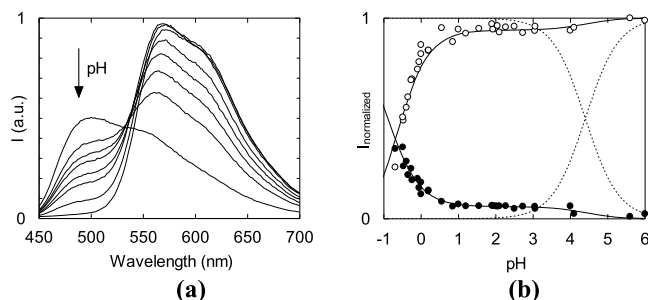 1
I (a.u.)
0
pH
450 500 550 600 650 700
Wavelength (nm)
(a)
1
Inormalized
0
-1 0 1 2 3 4 5 6
pH
(b)